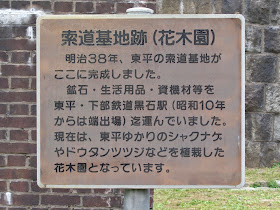 索道基地跡（花木園）
明治38年、東平の索道基地が
ここに完成しました。
鉱石・生活用品・資機材等を
東平・下部鉄道黒石駅（昭和10年
からは端出場）迄運んでいました。
現在は、東平ゆかりのシャクナゲ
やドウダンツツジなどを植栽した
花木園となっています。